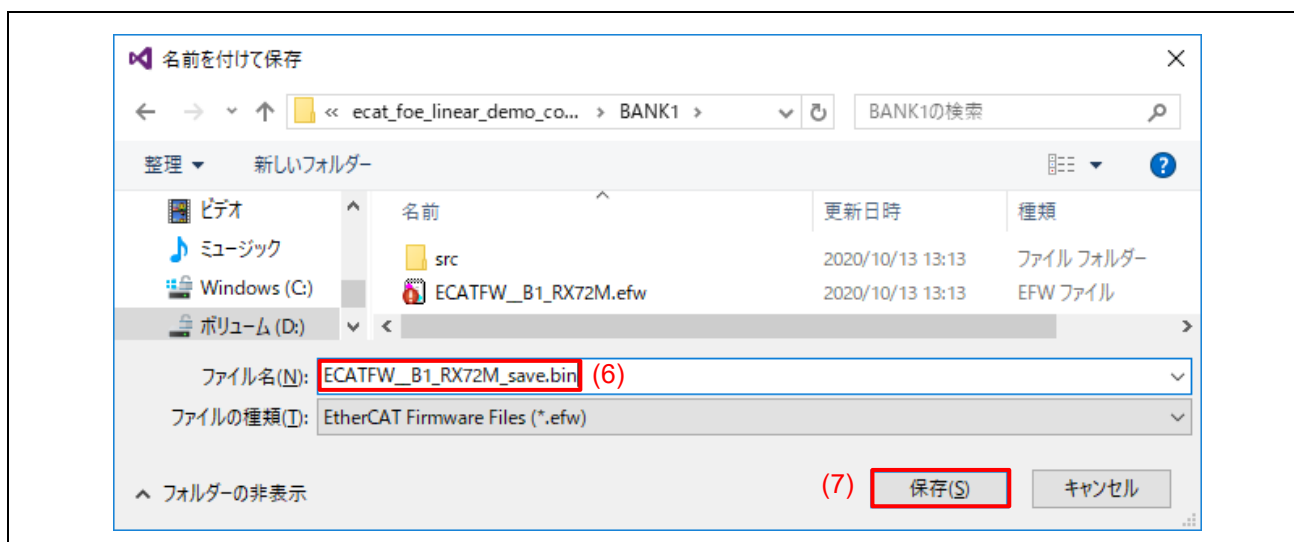 名前を付けて保存
« ecat_foe_linear_demo_co... > BANK1 > BANK1の検索
整理 新しいフォルダー
ビデオ 名前 更新日時 種類
ミュージック src 2020/10/13 13:13 ファイル フォルダー
Windows (C:) ECATFW__B1_RX72M.efw 2020/10/13 13:13 EFW ファイル
ボリューム (D:)
ファイル名(N): ECATFW__B1_RX72M_save.bin (6)
ファイルの種類(T): EtherCAT Firmware Files (*.efw)
フォルダーの非表示 (7) 保存(S) キャンセル